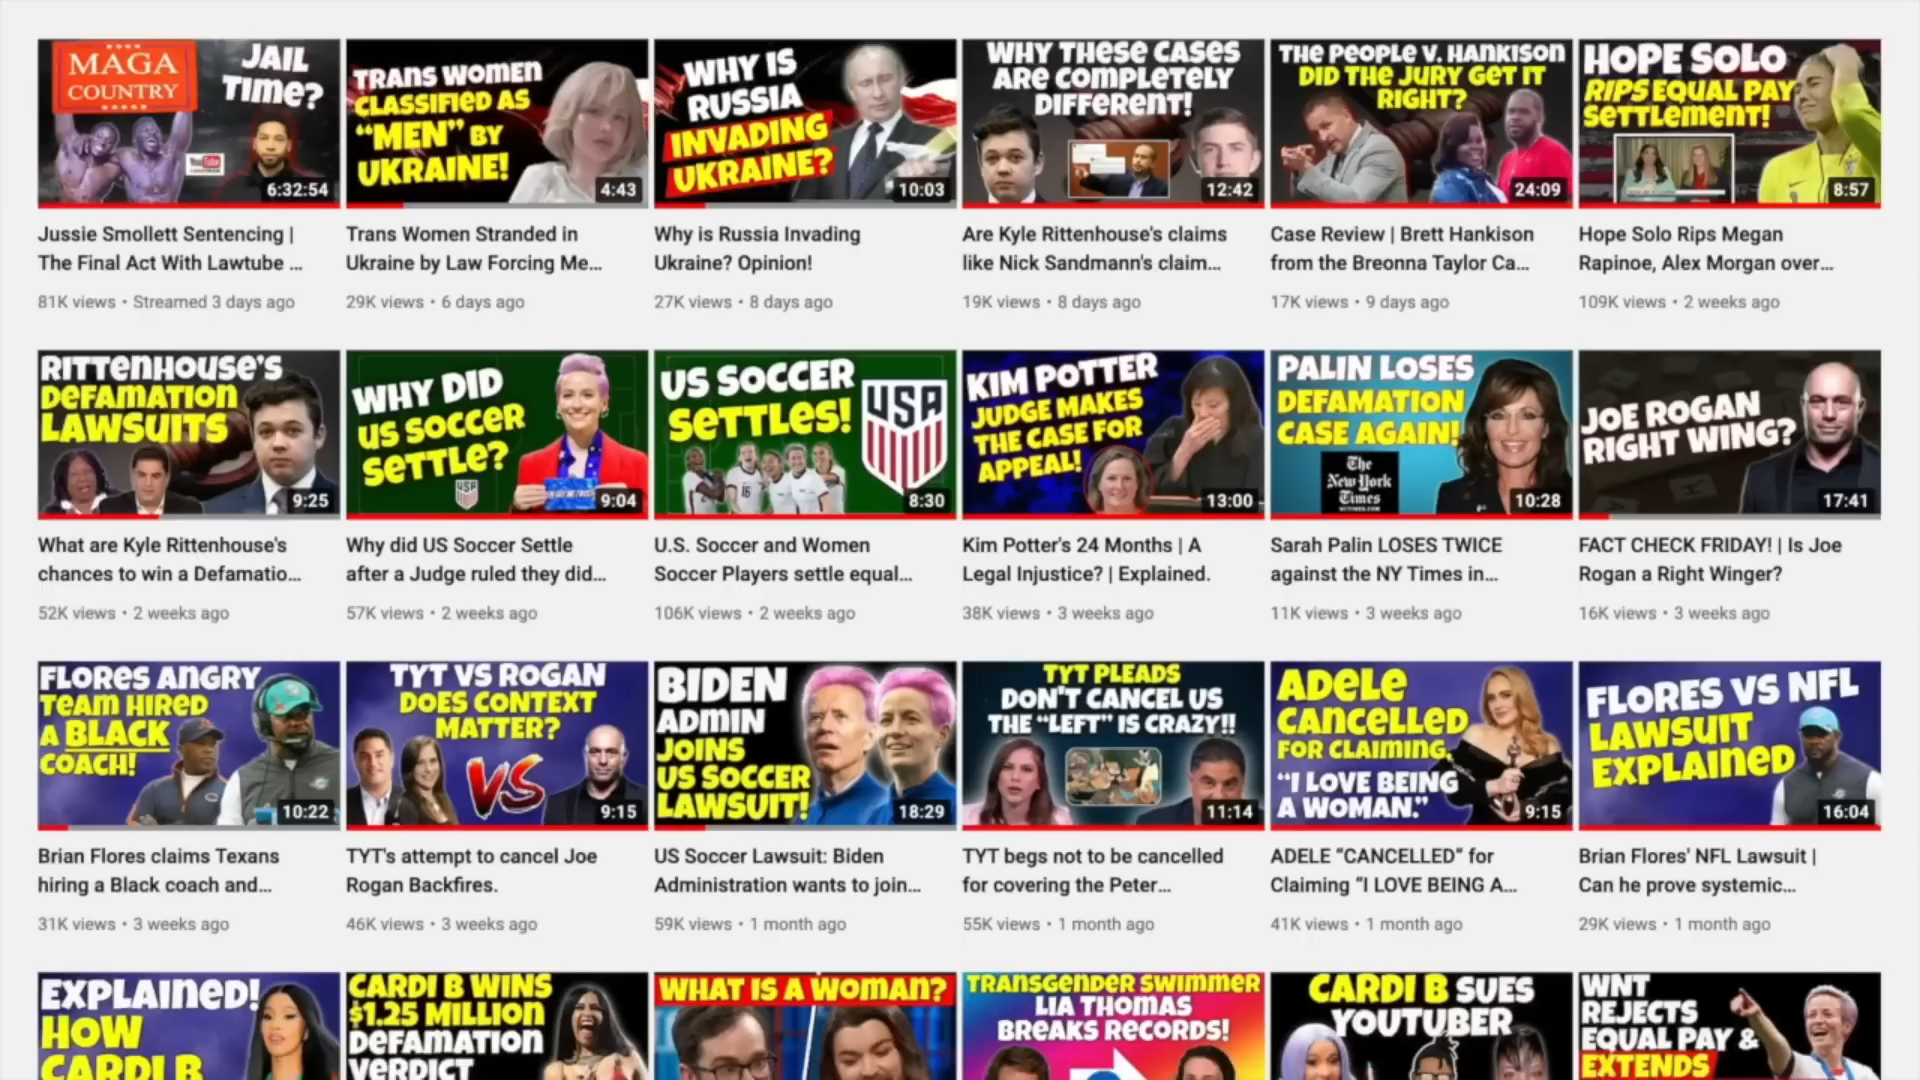 MAGA
COUNTRY
JAIL
TIME?
6:32:54
TRANS WOMEN
CLASSIFIED AS
"MEN" BY
UKRAINE!
4:43
WHY IS
RUSSIA
INVADING
UKRAINE?
10:03
WHY THESE CASES
ARE COMPLETELY
DIFFERENT!
12:42
THE PEOPLE V. HANKISON
DID THE JURY GET IT
RIGHT?
24:09
HOPE SOLO
RIPS EQUAL PAY
SETTLEMENT!
8:57
Jussie Smollett Sentencing |
The Final Act With Lawtube ...
81K views • Streamed 3 days ago
Trans Women Stranded in
Ukraine by Law Forcing Me...
29K views • 6 days ago
Why is Russia Invading
Ukraine? Opinion!
27K views • 8 days ago
Are Kyle Rittenhouse's claims
like Nick Sandmann's claim...
19K views • 8 days ago
Case Review | Brett Hankison
from the Breonna Taylor Ca...
17K views • 9 days ago
Hope Solo Rips Megan
Rapinoe, Alex Morgan over...
109K views • 2 weeks ago
RITTENHOUSE'S
DEFAMATION
LAWSUITS
9:25
WHY DID
US SOCCER
SETTLE?
USA
9:04
US SOCCER
SETTLES!
USA
16
8:30
KIM POTTER
JUDGE MAKES
THE CASE FOR
APPEAL!
13:00
PALIN LOSES
DEFAMATION
CASE AGAIN!
The
New York
Times
10:28
JOE ROGAN
RIGHT WING?
17:41
What are Kyle Rittenhouse's
chances to win a Defamatio...
52K views • 2 weeks ago
Why did US Soccer Settle
after a Judge ruled they did...
57K views • 2 weeks ago
U.S. Soccer and Women
Soccer Players settle equal...
106K views • 2 weeks ago
Kim Potter's 24 Months | A
Legal Injustice? | Explained.
38K views • 3 weeks ago
Sarah Palin LOSES TWICE
against the NY Times in...
11K views • 3 weeks ago
FACT CHECK FRIDAY! | Is Joe
Rogan a Right Winger?
16K views • 3 weeks ago
FLORES ANGRY
TEAM HIRED
A BLACK
COACH!
10:22
TYT VS ROGAN
DOES CONTEXT
MATTER?
VS
9:15
BIDEN
ADMIN
JOINS
US SOCCER
LAWSUIT!
18:29
TYT PLEADS
DON'T CANCEL US
THE "LEFT" IS CRAZY!!
11:14
ADELE
CANCELLED
FOR CLAIMING,
"I LOVE BEING
A WOMAN."
9:15
FLORES VS NFL
LAWSUIT
EXPLAINED
16:04
Brian Flores claims Texans
hiring a Black coach and...
31K views • 3 weeks ago
TYT's attempt to cancel Joe
Rogan Backfires.
46K views • 3 weeks ago
US Soccer Lawsuit: Biden
Administration wants to join...
59K views • 1 month ago
TYT begs not to be cancelled
for covering the Peter...
55K views • 1 month ago
ADELE "CANCELLED" for
Claiming "I LOVE BEING A...
41K views • 1 month ago
Brian Flores' NFL Lawsuit |
Can he prove systemic...
29K views • 1 month ago
EXPLAINED!
HOW
CARDI B
CARDI B WINS
$1.25 MILLION
DEFAMATION
VERDICT
WHAT IS A WOMAN?
TRANSGENDER SWIMMER
LIA THOMAS
BREAKS RECORDS!
CARDI B SUES
YOUTUBER
WNT
REJECTS
EQUAL PAY &
EXTENDS